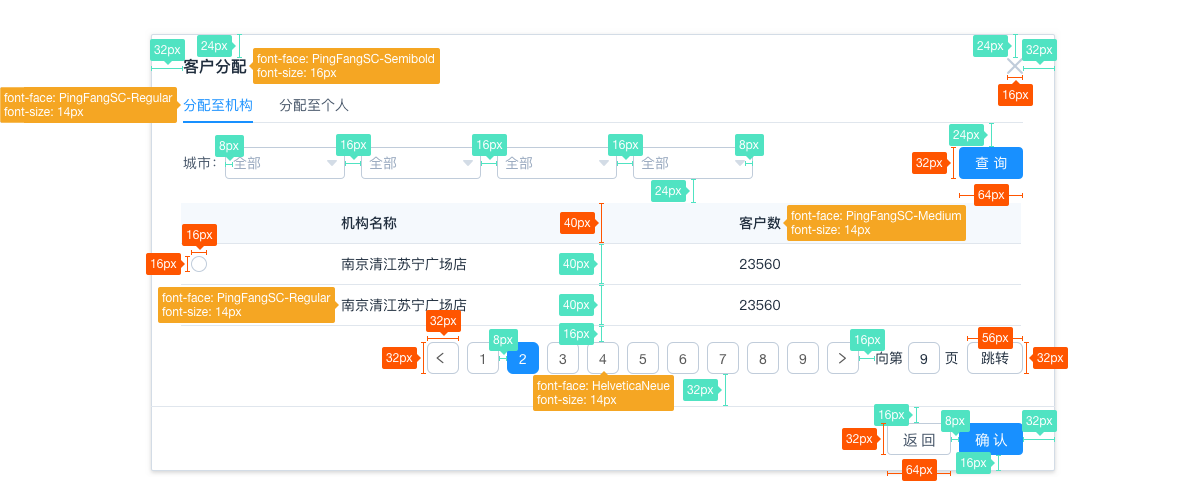 32px
24px
24px
32px
客户分配
font-face: PingFangSC-Semibold
font-size: 16px
16px
font-face: PingFangSC-Regular
font-size: 14px
分配至机构
分配至个人
24px
8px
16px
16px
16px
8px
城市:
全部
全部
全部
全部
32px
查 询
24px
64px
机构名称
40px
客户数
font-face: PingFangSC-Medium
font-size: 14px
16px
16px
南京清江苏宁广场店
40px
23560
font-face: PingFangSC-Regular
font-size: 14px
南京清江苏宁广场店
40px
23560
32px
16px
8px
16px
56px
32px
<
1
2
3
4
5
6
7
8
9
>
向第
9
页
跳转
32px
font-face: HelveticaNeue
font-size: 14px
32px
16px
8px
32px
32px
返 回
确 认
64px
16px